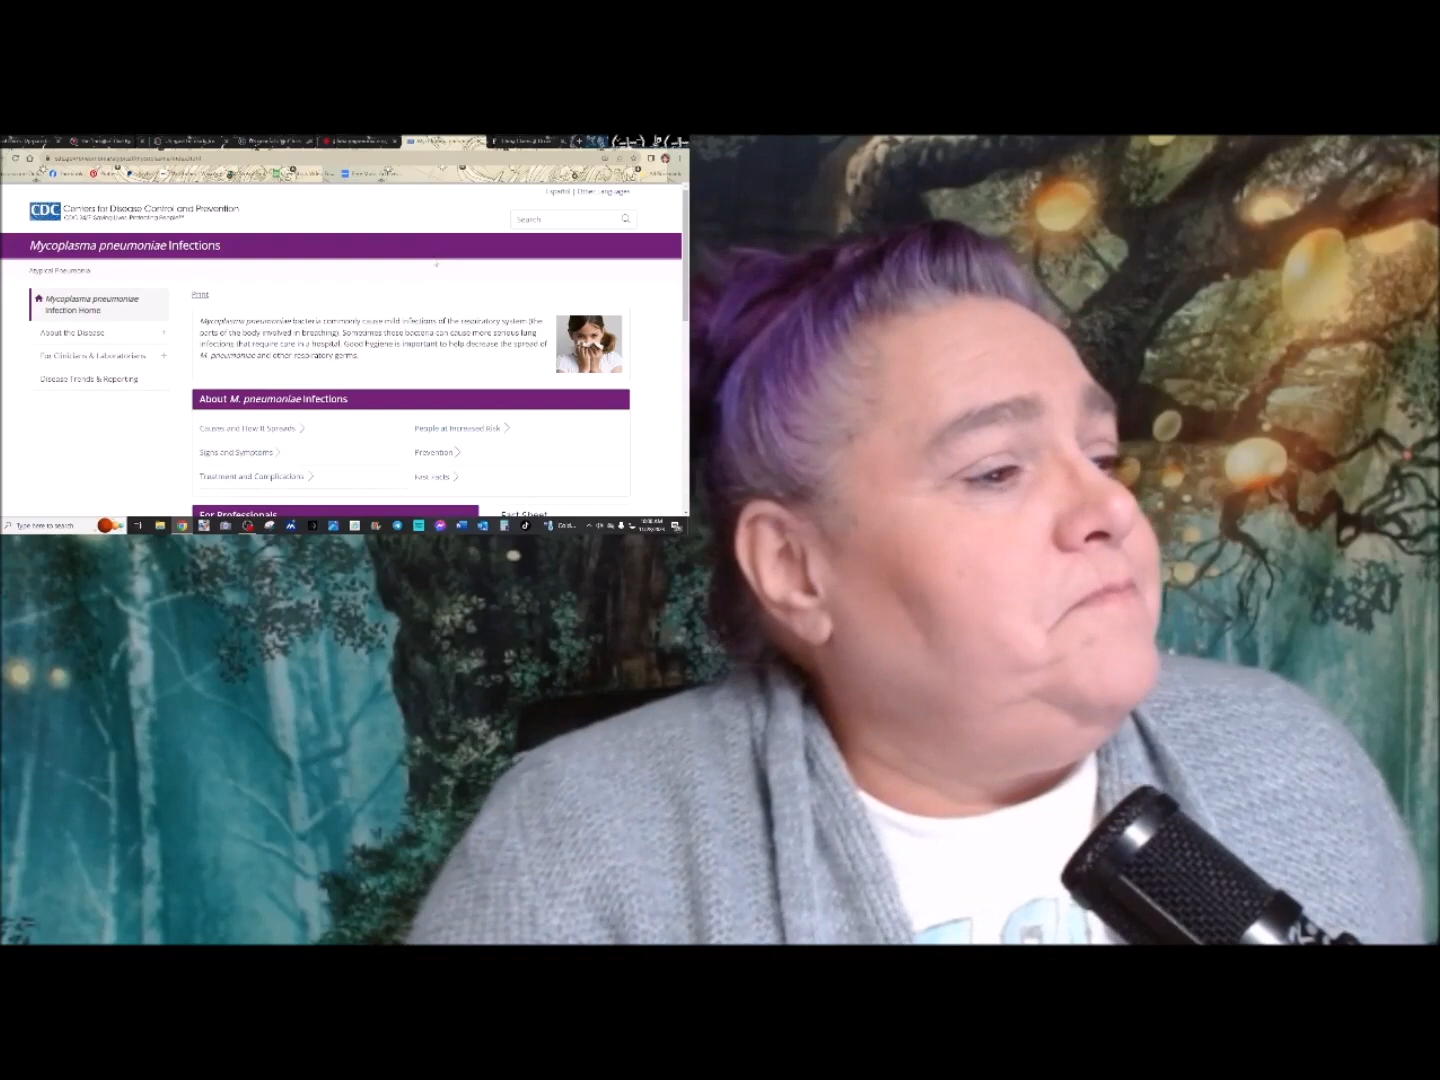 Español | Other Languages
CDC Centers for Disease Control and Prevention
CDC 24/7: Saving Lives, Protecting People™
Search
Mycoplasma pneumoniae Infections
Atypical Pneumonia
Mycoplasma pneumoniae
Infection Home
About the Disease
For Clinicians & Laboratorians
Disease Trends & Reporting
Print
Mycoplasma pneumoniae bacteria commonly cause mild infections of the respiratory system (the
parts of the body involved in breathing). Sometimes these bacteria can cause more serious lung
infections that require care in a hospital. Good hygiene is important to help decrease the spread of
M. pneumoniae and other respiratory germs.
About M. pneumoniae Infections
Causes and How It Spreads
People at Increased Risk
Signs and Symptoms
Prevention
Treatment and Complications
Fast Facts
For Professionals
Fact Sheet
Type here to search
Cold...